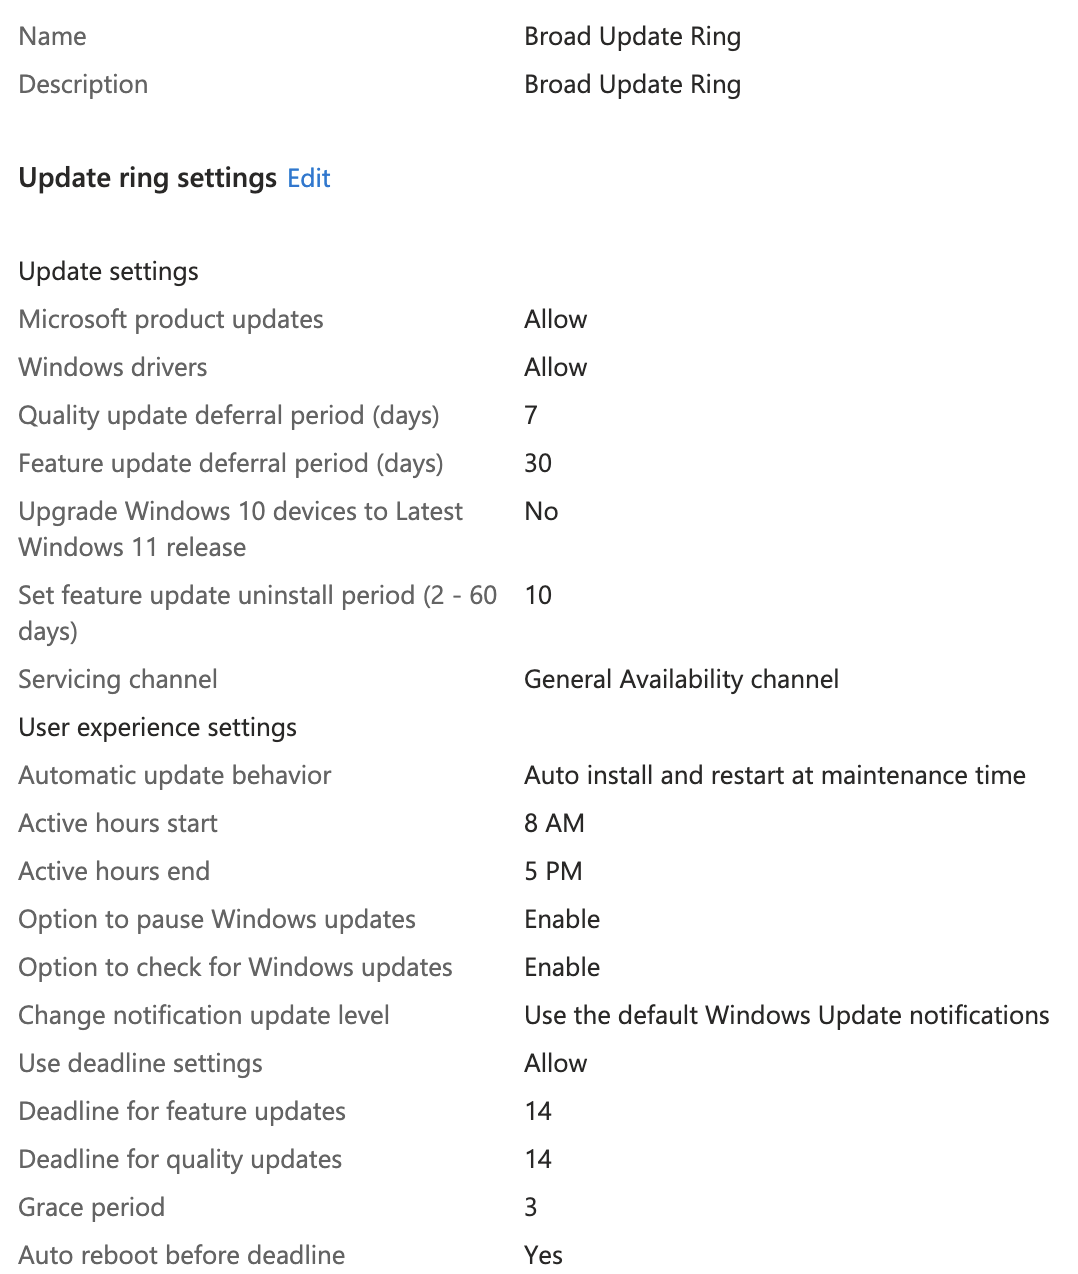 Name Broad Update Ring
Description Broad Update Ring
Update ring settings Edit
Update settings
Microsoft product updates Allow
Windows drivers Allow
Quality update deferral period (days) 7
Feature update deferral period (days) 30
Upgrade Windows 10 devices to Latest No
Windows 11 release
Set feature update uninstall period (2 - 60 10
days)
Servicing channel General Availability channel
User experience settings
Automatic update behavior Auto install and restart at maintenance time
Active hours start 8 AM
Active hours end 5 PM
Option to pause Windows updates Enable
Option to check for Windows updates Enable
Change notification update level Use the default Windows Update notifications
Use deadline settings Allow
Deadline for feature updates 14
Deadline for quality updates 14
Grace period 3
Auto reboot before deadline Yes